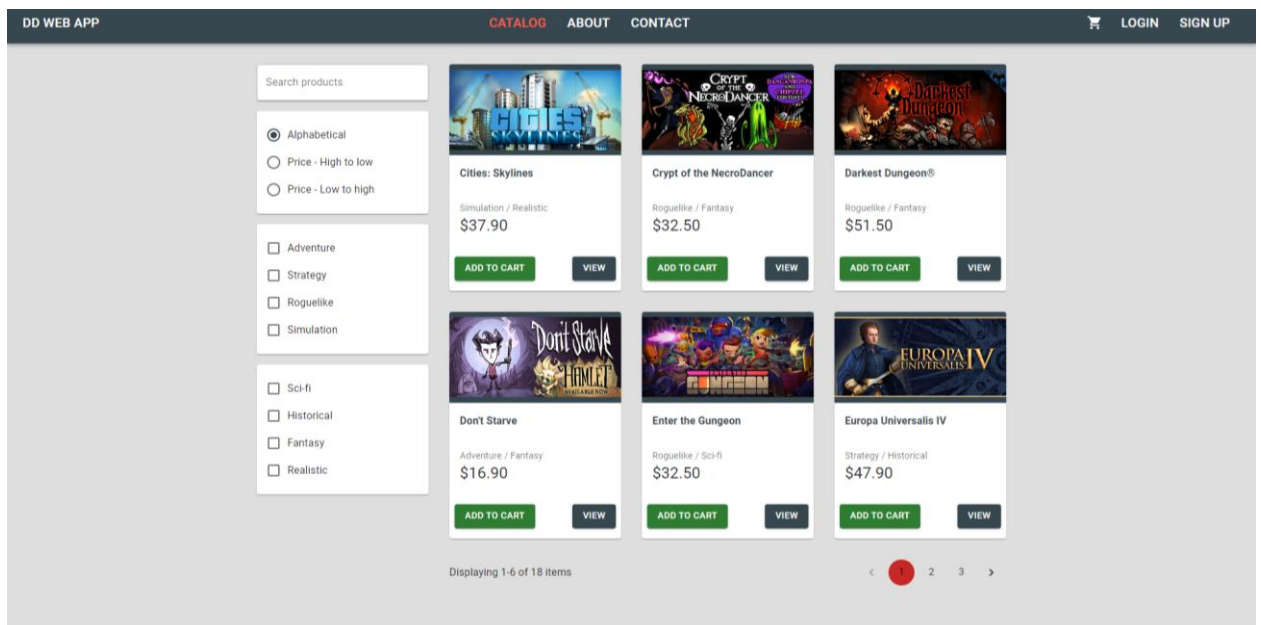 DD WEB APP
CATALOG ABOUT CONTACT
LOGIN SIGN UP
Search products
Alphabetical
Price - High to low
Price - Low to high
Adventure
Strategy
Roguelike
Simulation
Sci-fi
Historical
Fantasy
Realistic
CITIES
SKYLINES
Cities: Skylines
Simulation / Realistic
$37.90
ADD TO CART VIEW
CRYPT
OF THE
NECRODANCER
Crypt of the NecroDancer
Roguelike / Fantasy
$32.50
ADD TO CART VIEW
Darkest
Dungeon
Darkest Dungeon®
Roguelike / Fantasy
$51.50
ADD TO CART VIEW
Don't Starve
HAMLET
AVAILABLE NOW
Don't Starve
Adventure / Fantasy
$16.90
ADD TO CART VIEW
GUNGEON
Enter the Gungeon
Roguelike / Sci-fi
$32.50
ADD TO CART VIEW
EUROPA IV
UNIVERSALIS
Europa Universalis IV
Strategy / Historical
$47.90
ADD TO CART VIEW
Displaying 1-6 of 18 items
‹ 1 2 3 ›